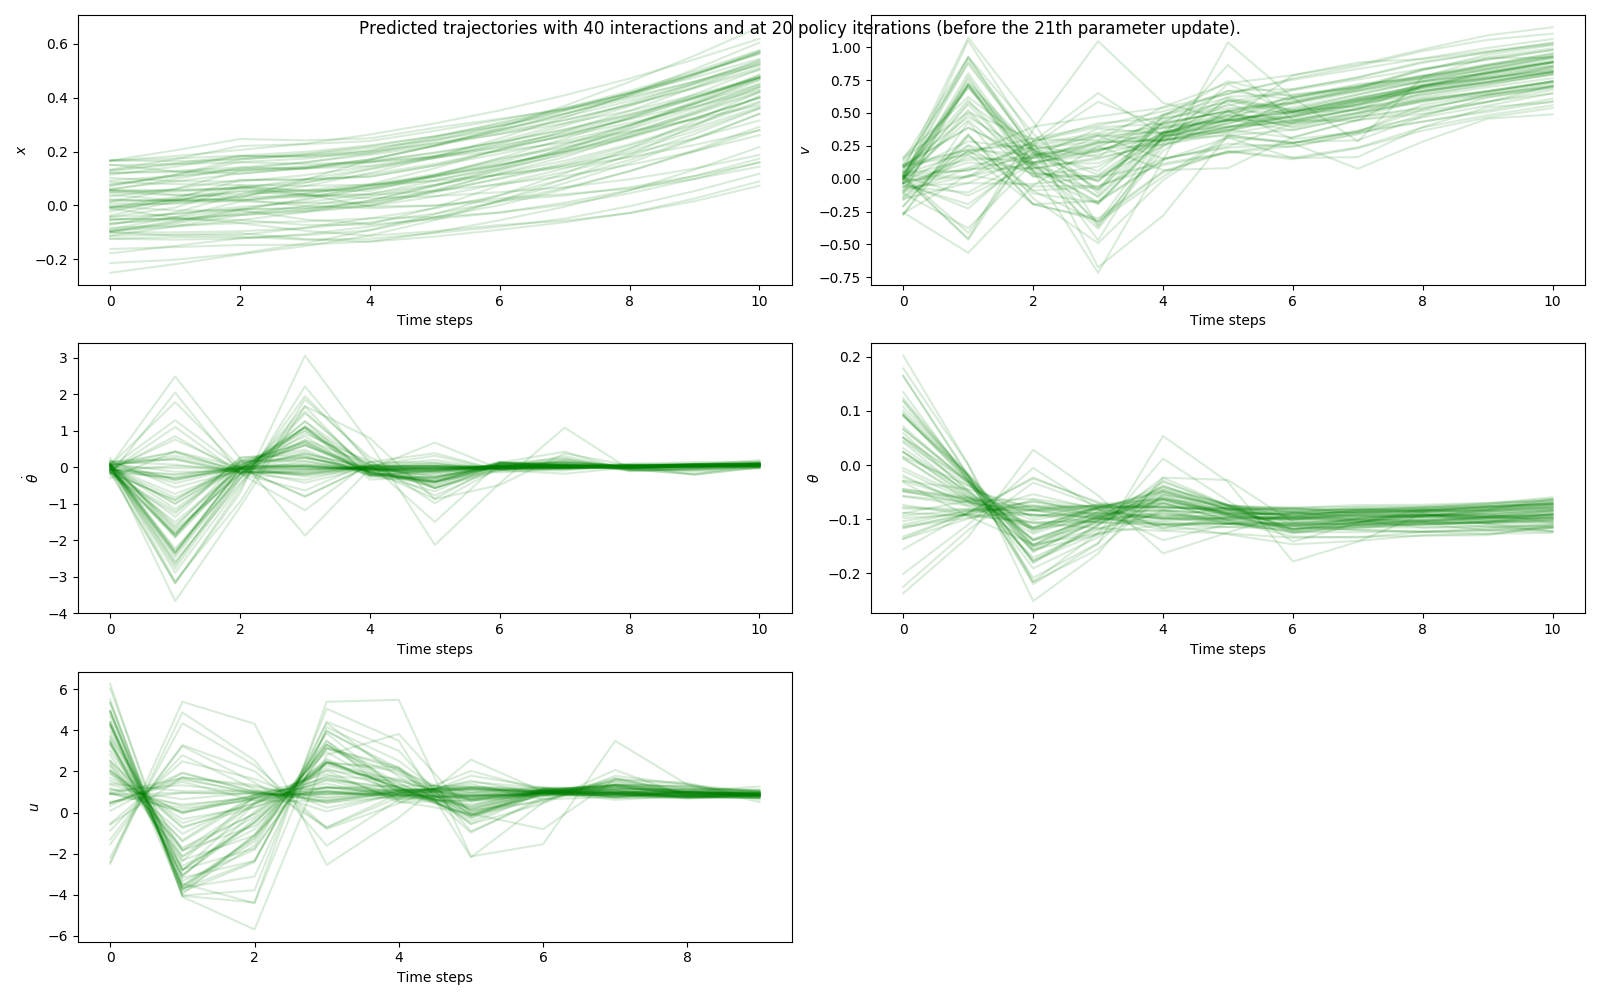 Predicted trajectories with 40 interactions and at 20 policy iterations (before the 21th parameter update).
0.6
0.4
0.2
0.0
−0.2
x
0 2 4 6 8 10
Time steps
1.00
0.75
0.50
0.25
0.00
−0.25
−0.50
−0.75
v
0 2 4 6 8 10
Time steps
3
2
1
0
−1
−2
−3
−4
θ̇
0 2 4 6 8 10
Time steps
0.2
0.1
0.0
−0.1
−0.2
θ
0 2 4 6 8 10
Time steps
6
4
2
0
−2
−4
−6
u
0 2 4 6 8
Time steps